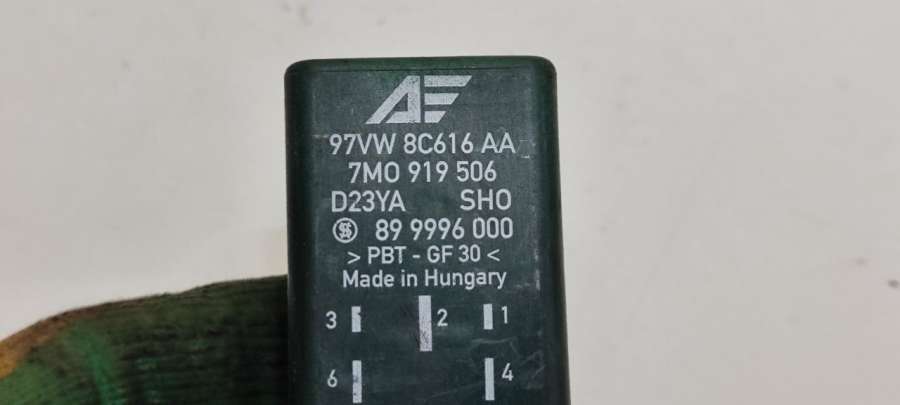 AE
97VW 8C616 AA
7M0 919 506
D23YA SHO
89 9996 000
> PBT - GF 30 <
Made in Hungary
3 2 1
6 4